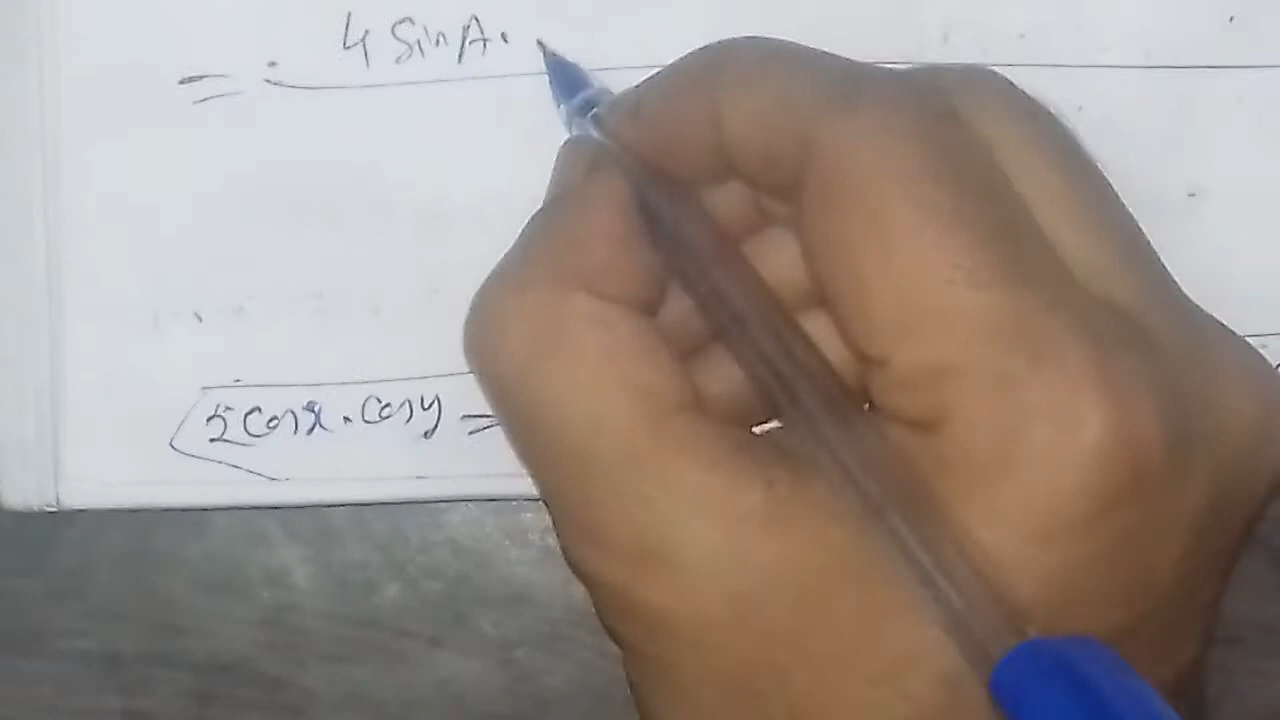 = 4 sin A.
2cosx.cosy =